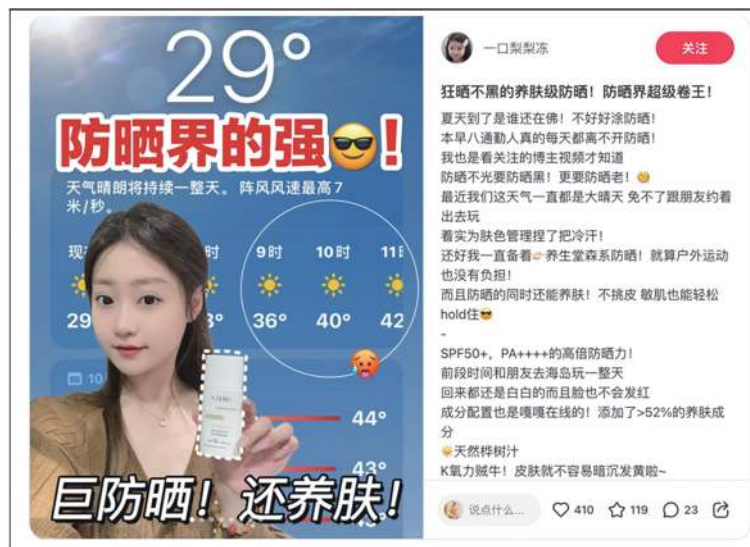 29°
防晒界的强😎!
天气晴朗将持续一整天。阵风风速最高7
米/秒。
9时
10时
36°
40°
42
10
44°
43°
巨防晒!还养肤!
一口梨梨冻
关注
狂晒不黑的养肤级防晒!防晒界超级卷王!
夏天到了是谁还在佛!不好好涂防晒!
本早八通勤人真的每天都离不开防晒!
我也是看关注的博主视频才知道
防晒不光要防晒黑!更要防晒老!🧐
最近我们这天气一直都是大晴天 免不了跟朋友约着
出去玩
着实为肤色管理捏了把冷汗!
还好我一直备着👉🏻养生堂森系防晒!就算户外运动
也没有负担!
而且防晒的同时还能养肤!不挑皮 敏肌也能轻松
hold住😎
-
SPF50+,PA++++的高倍防晒力!
前段时间和朋友去海岛玩一整天
回来都还是白白的而且脸也不会发红
成分配置也是嘎嘎在线的!添加了>52%的养肤成
分
☀️天然桦树汁
K氧力贼牛!皮肤就不容易暗沉发黄啦~
说点什么...
410
119
23